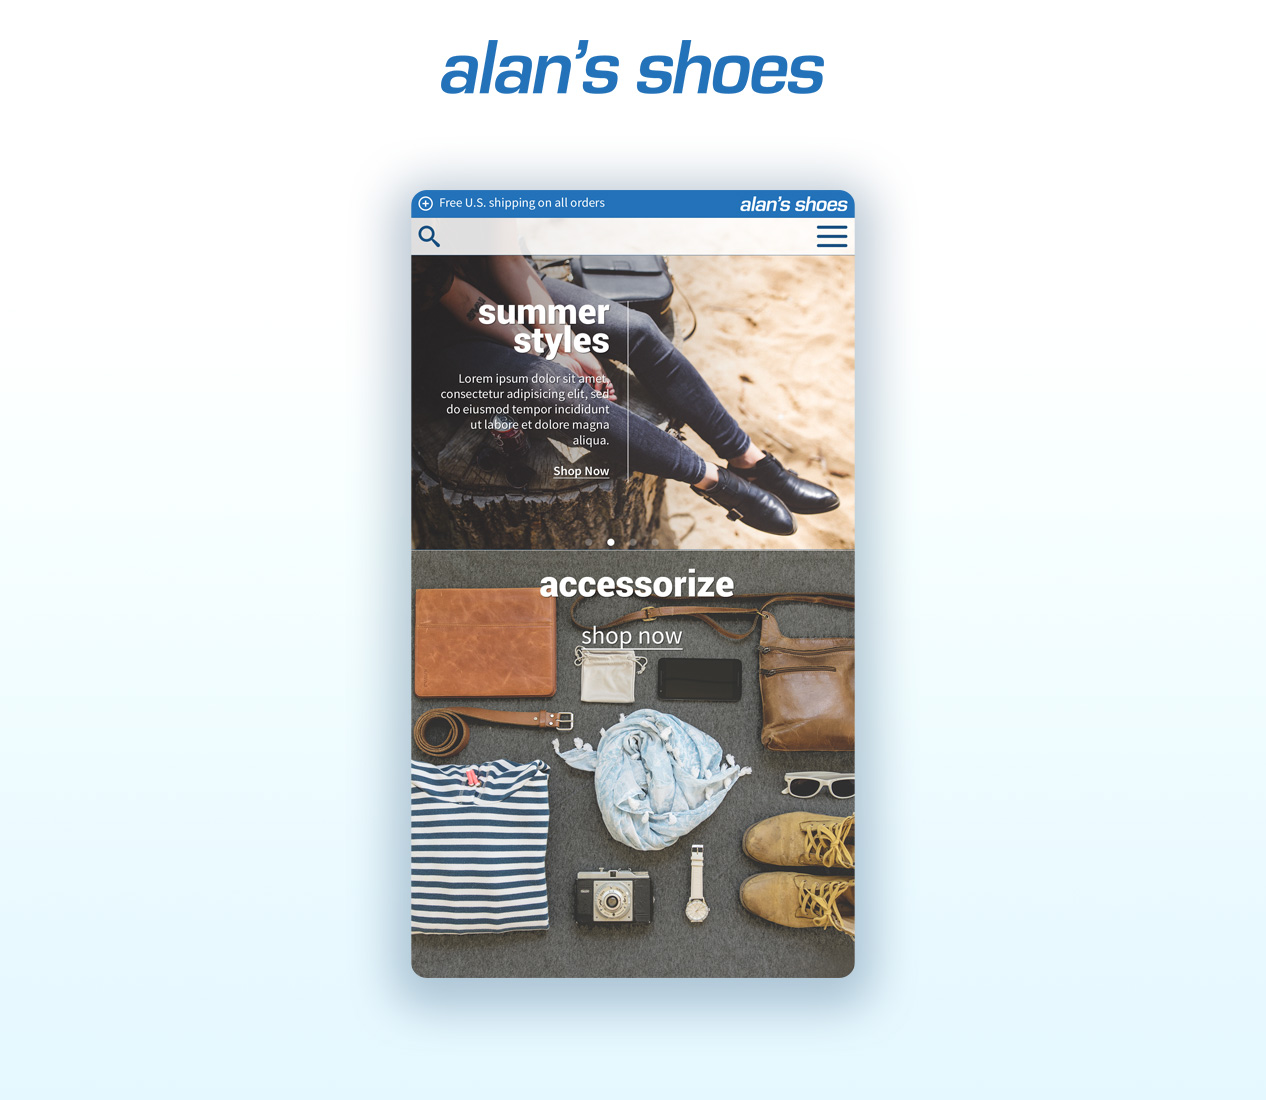 alan's shoes
Free U.S. shipping on all orders
alan's shoes
summer
styles
Lorem ipsum dolor sit amet,
consectetur adipisicing elit, sed
do eiusmod tempor incididunt
ut labore et dolore magna
aliqua.
Shop Now
accessorize
shop now